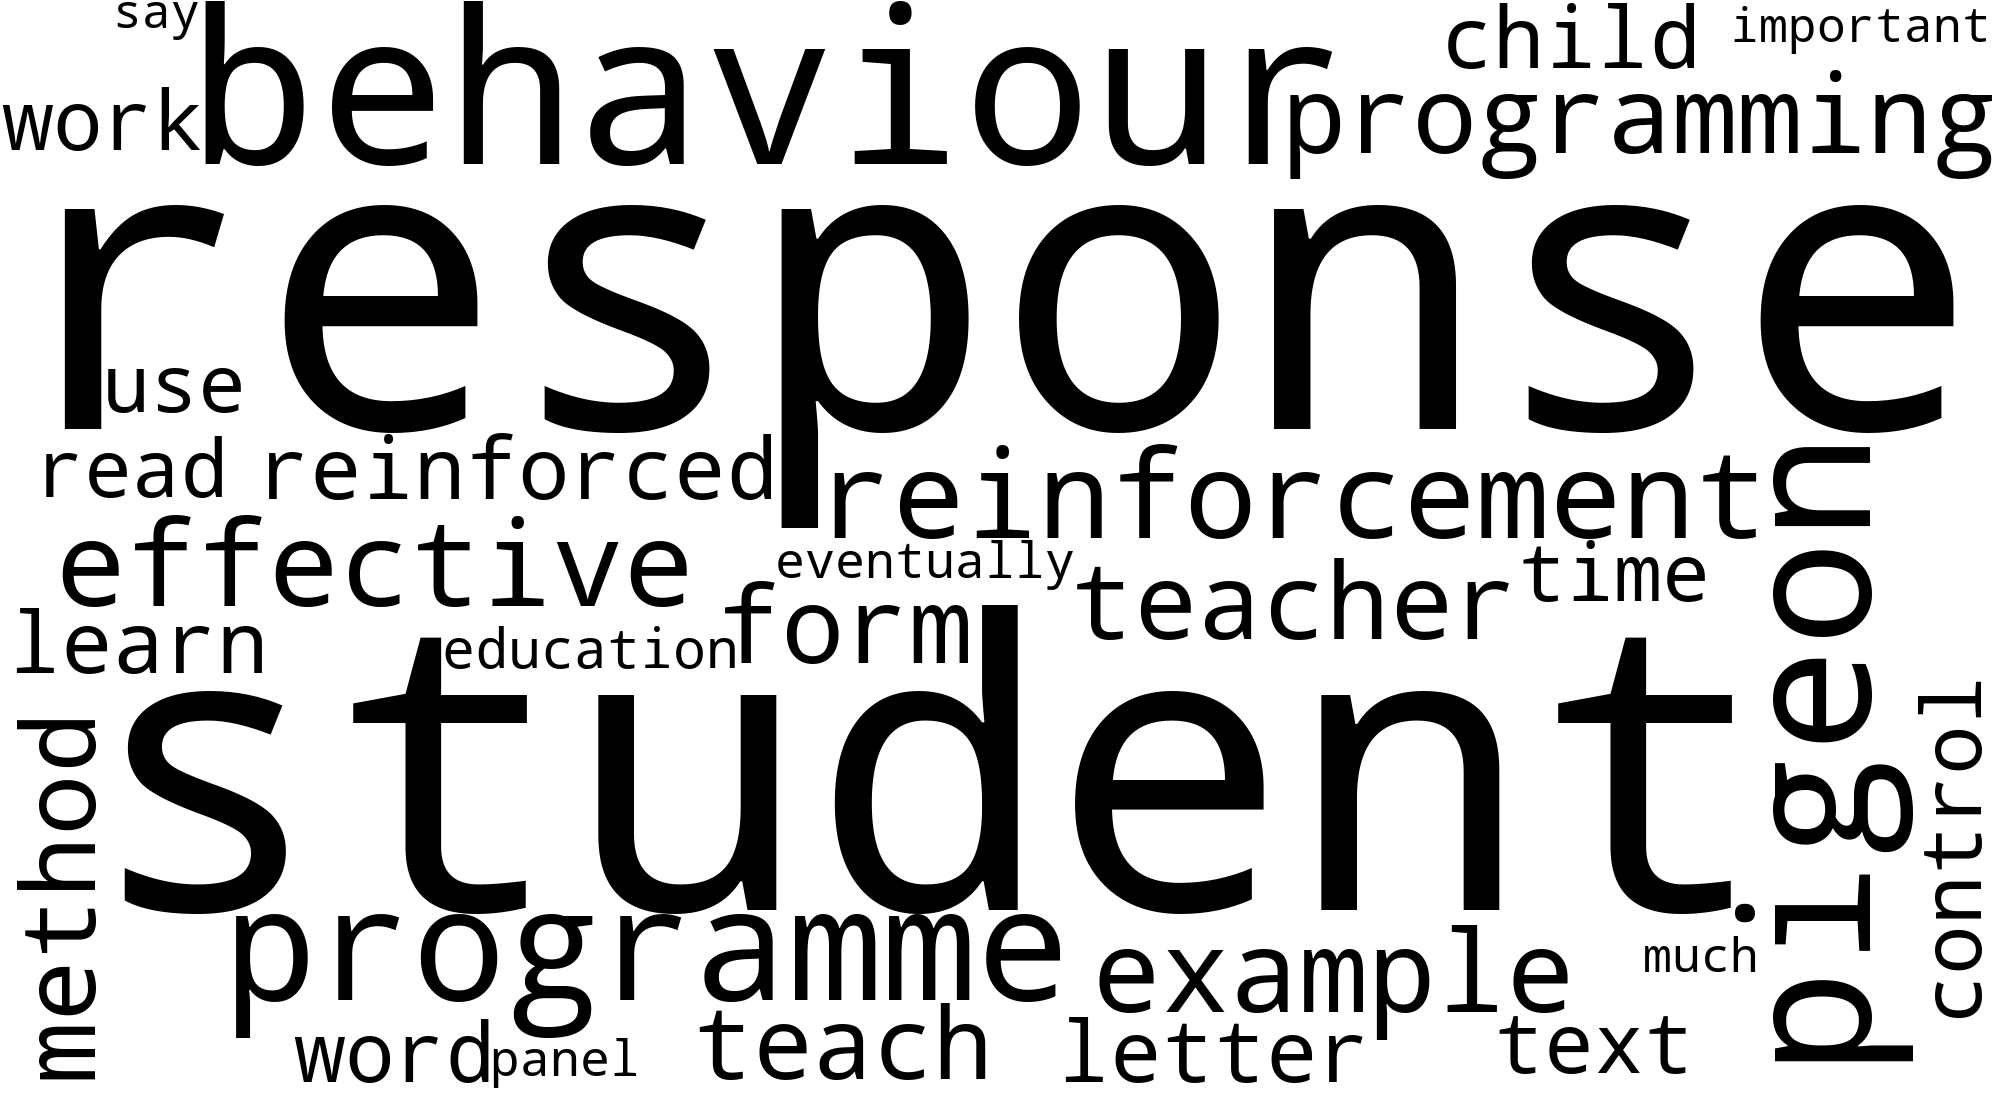 say
behaviour
child
important
work
programming
response
use
read
reinforced
reinforcement
pigeon
effective
eventually
teacher
time
form
learn
education
student
method
control
programme
example
much
word
panel
teach
letter
text